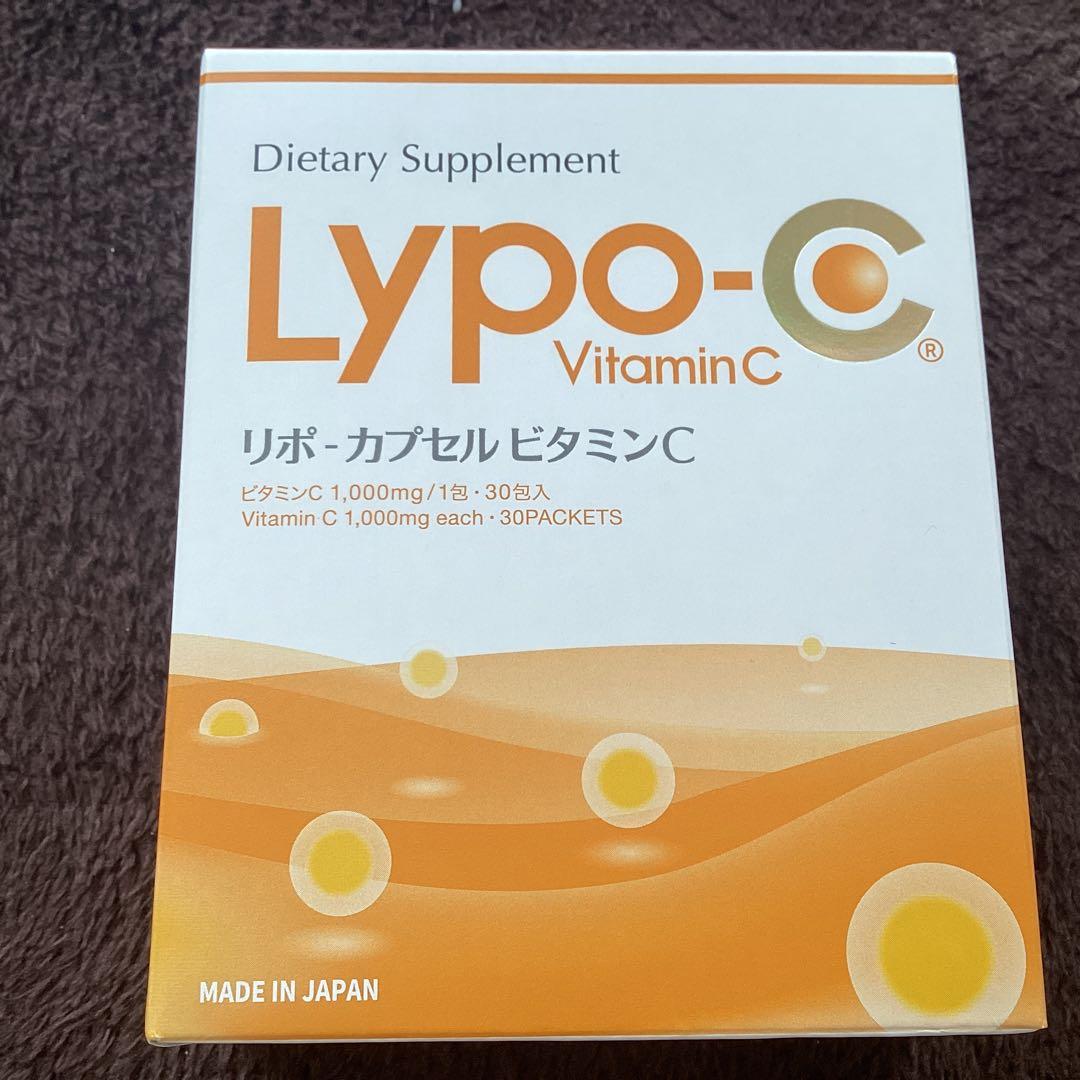 Dietary Supplement
Lypo-C®
Vitamin C
リポ-カプセル ビタミンC
ビタミンC 1,000mg/1包・30包入
Vitamin C 1,000mg each・30PACKETS
MADE IN JAPAN